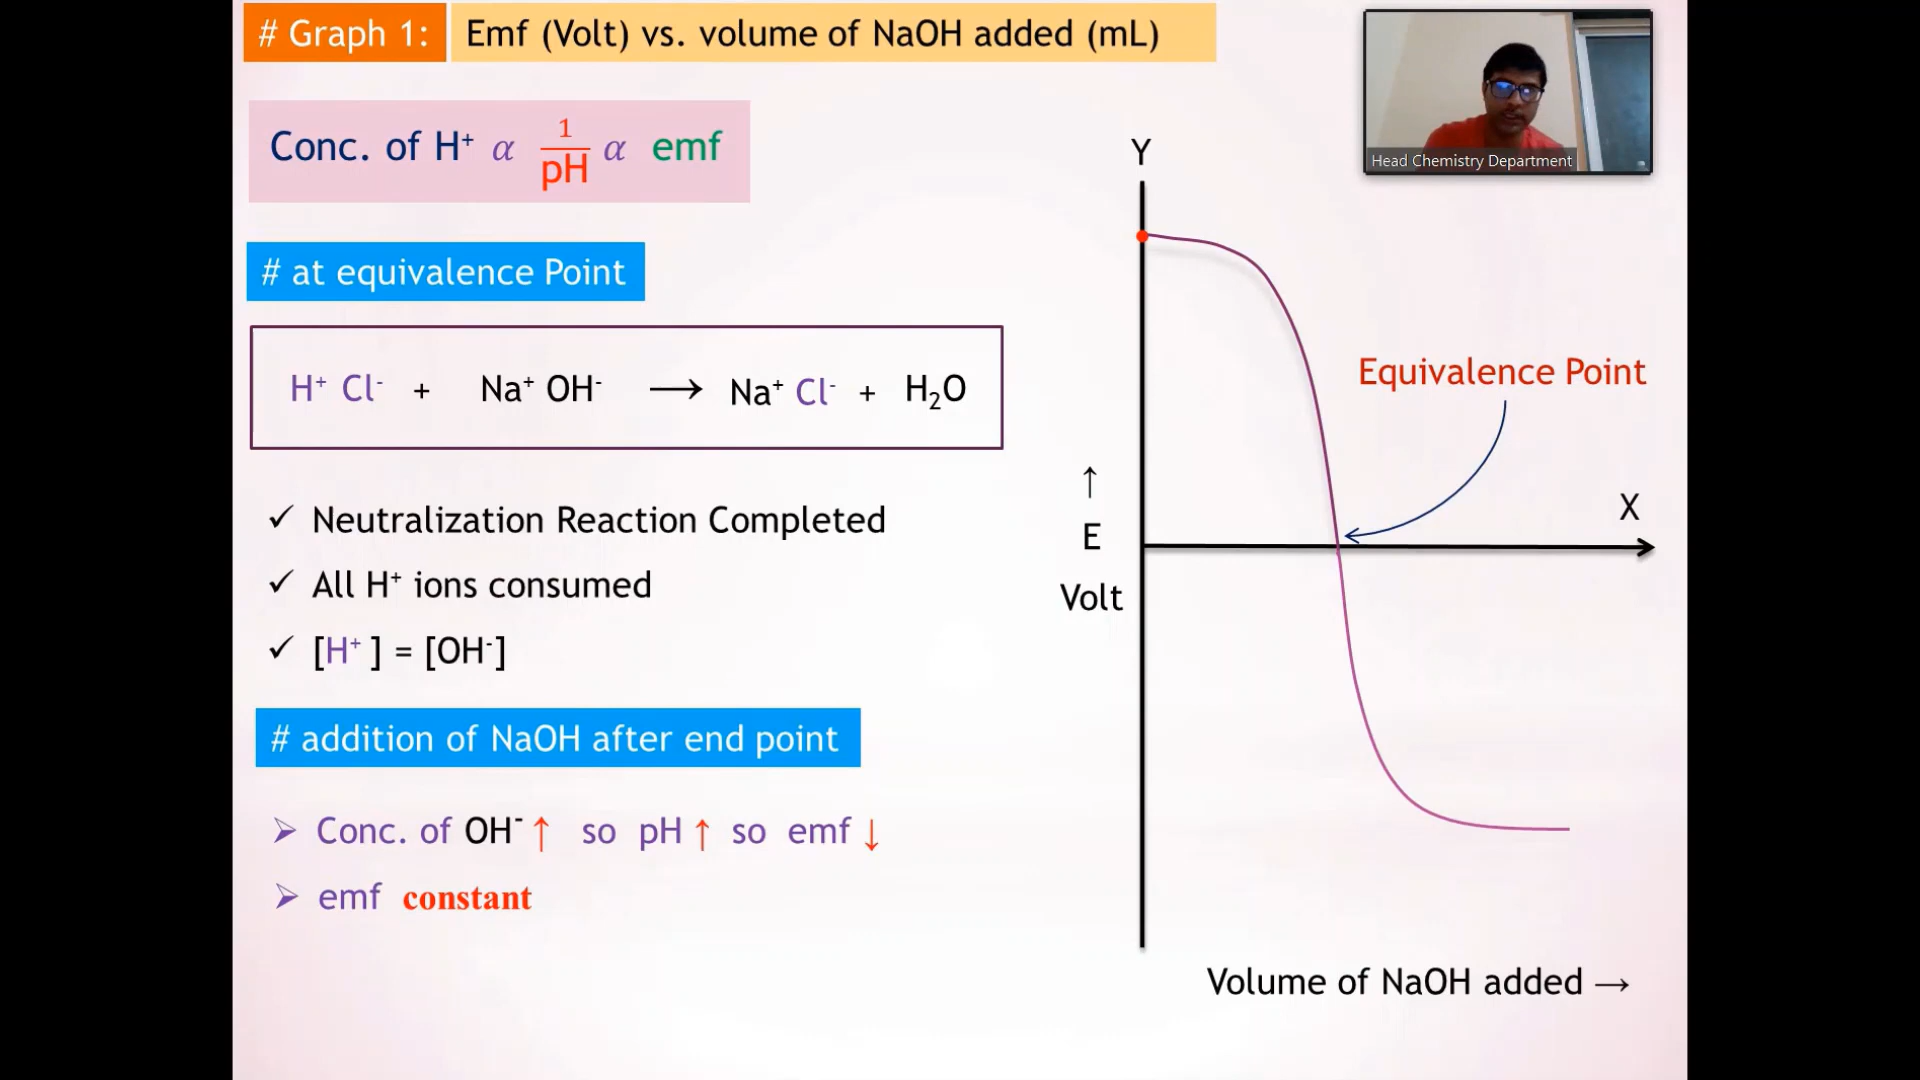 # Graph 1: Emf (Volt) vs. volume of NaOH added (mL)
Head Chemistry Department
Conc. of H⁺ α 1/pH α emf
# at equivalence Point
H⁺ Cl⁻ + Na⁺ OH⁻ ⟶ Na⁺ Cl⁻ + H₂O
✓ Neutralization Reaction Completed
✓ All H⁺ ions consumed
✓ [H⁺ ] = [OH⁻]
# addition of NaOH after end point
➢ Conc. of OH⁻ ↑ so pH ↑ so emf ↓
➢ emf constant
Y
Equivalence Point
X
↑
E
Volt
Volume of NaOH added →